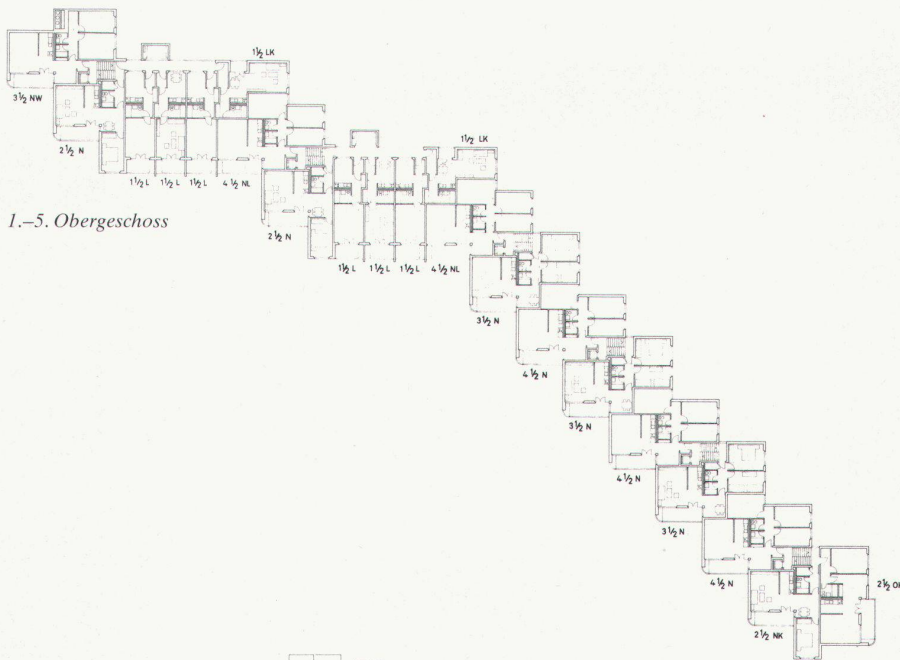 1½ LK
3½ NW
2½ N
1½ L
1½ L
1½ L
4½ NL
1½ LK
2½ N
1.–5. Obergeschoss
1½ L
1½ L
1½ L
4½ NL
3½ N
4½ N
3½ N
4½ N
3½ N
4½ N
2½ NK
2½ OK